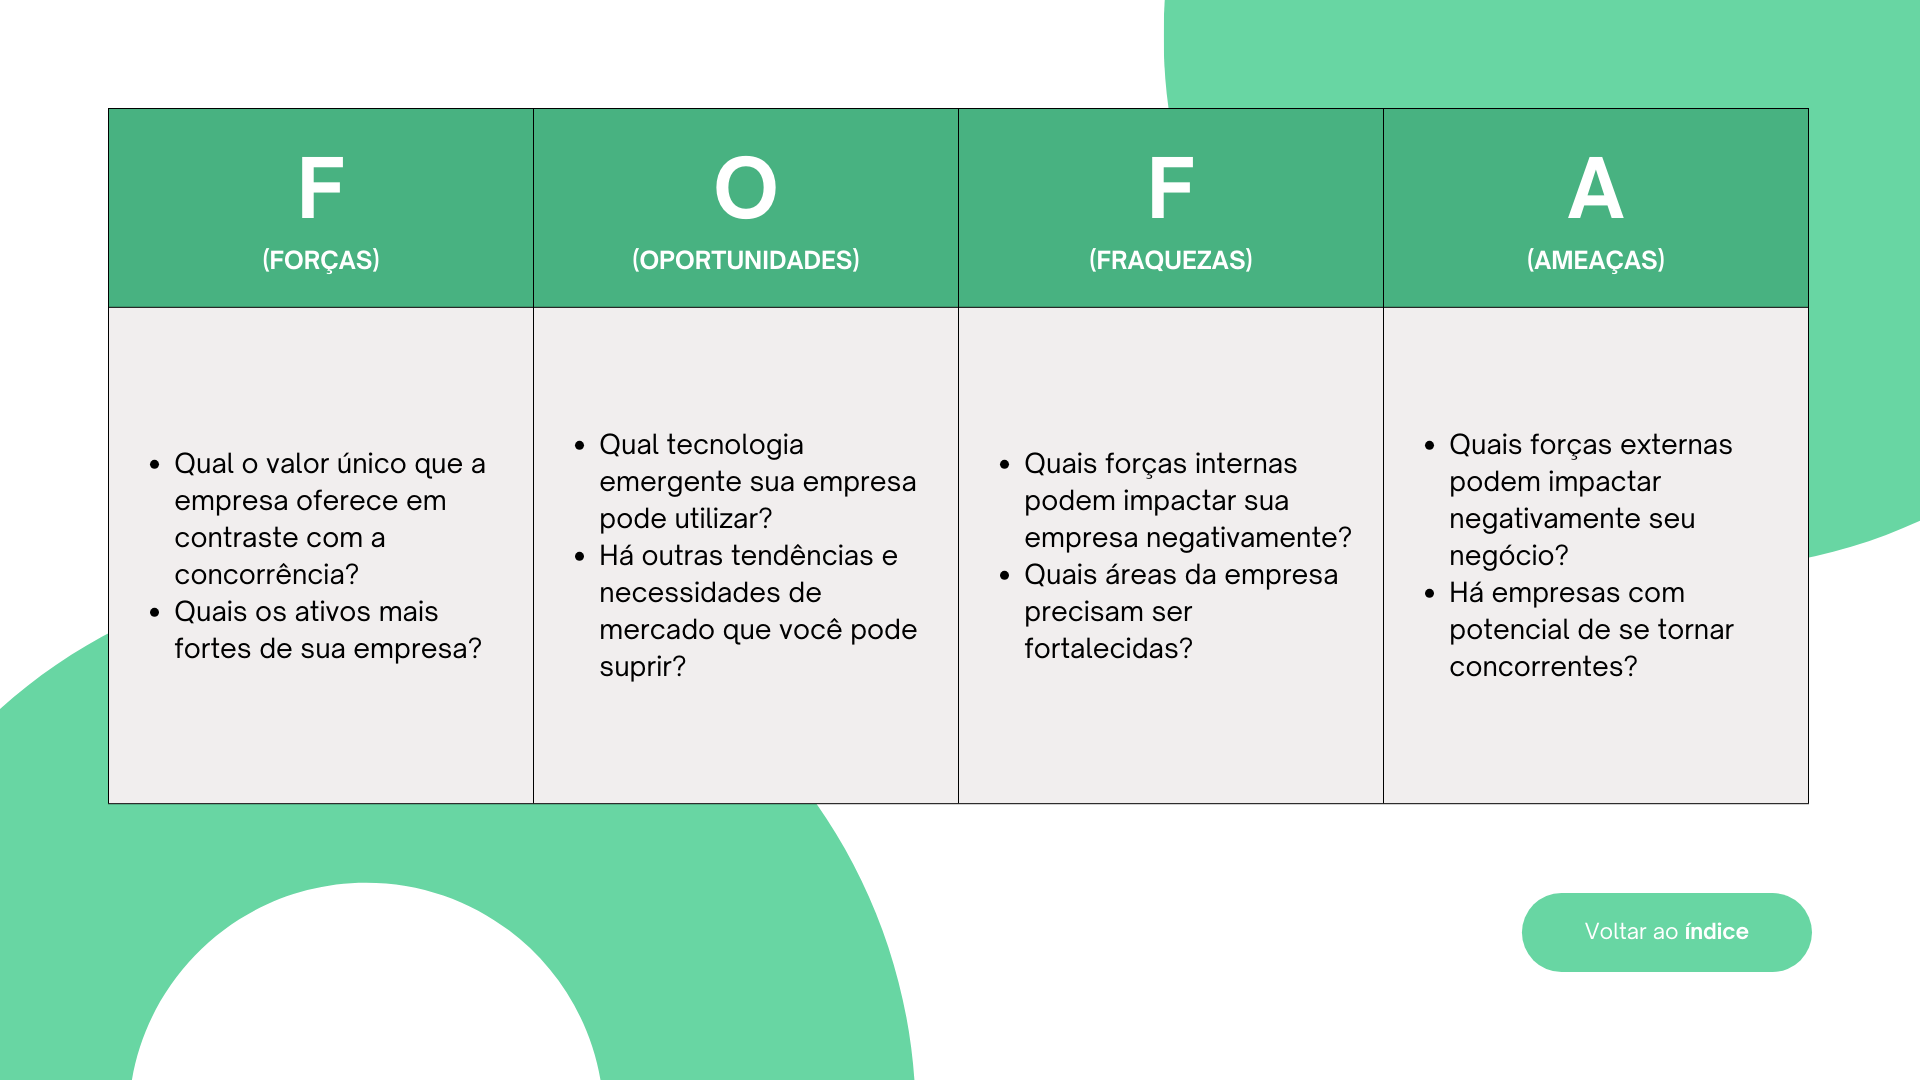 F
(FORÇAS)
O
(OPORTUNIDADES)
F
(FRAQUEZAS)
A
(AMEAÇAS)
• Qual o valor único que a
empresa oferece em
contraste com a
concorrência?
• Quais os ativos mais
fortes de sua empresa?
• Qual tecnologia
emergente sua empresa
pode utilizar?
• Há outras tendências e
necessidades de
mercado que você pode
suprir?
• Quais forças internas
podem impactar sua
empresa negativamente?
• Quais áreas da empresa
precisam ser
fortalecidas?
• Quais forças externas
podem impactar
negativamente seu
negócio?
• Há empresas com
potencial de se tornar
concorrentes?
Voltar ao índice